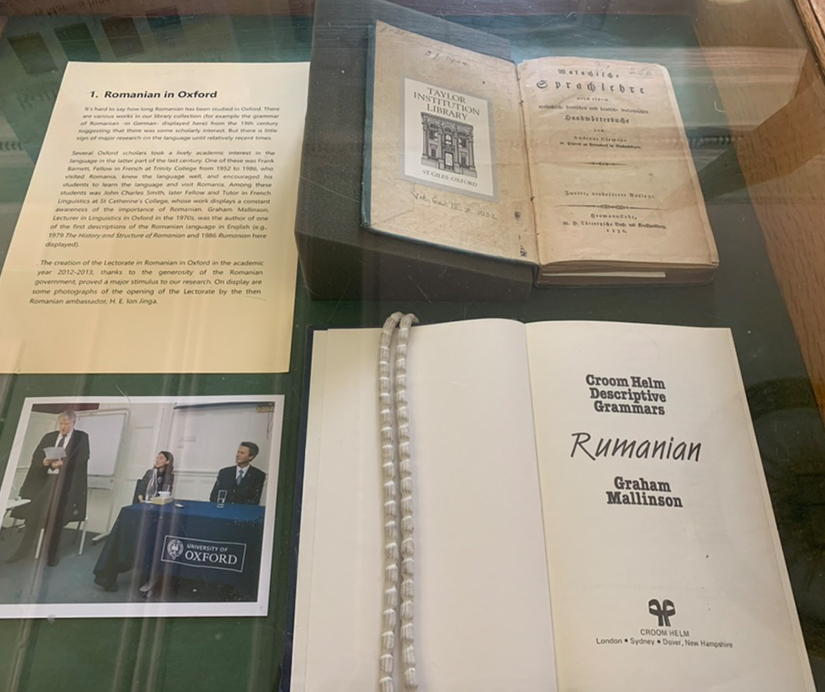 1. Romanian in Oxford
It's hard to say how long Romanian has been studied in Oxford. There
are various works in our library collection (for example the grammar
of Romanian -in German- displayed here) from the 19th century
suggesting that there was some scholarly interest. But there is little
sign of major research on the language until relatively recent times.
Several Oxford scholars took a lively academic interest in the
language in the latter part of the last century. One of these was Frank
Barnett, Fellow in French at Trinity College from 1952 to 1986, who
visited Romania, knew the language well, and encouraged his
students to learn the language and visit Romania. Among these
students was John Charles Smith, later Fellow and Tutor in French
Linguistics at St Catherine's College, whose work displays a constant
awareness of the importance of Romanian. Graham Mallinson,
Lecturer in Linguistics in Oxford in the 1970s, was the author of one
of the first descriptions of the Romanian language in English (e.g.,
1979 The History and Structure of Romanian and 1986 Rumanian here
displayed).
The creation of the Lectorate in Romanian in Oxford in the academic
year 2012-2013, thanks to the generosity of the Romanian
government, proved a major stimulus to our research. On display are
some photographs of the opening of the Lectorate by the then
Romanian ambassador, H. E. Ion Jinga.
TAYLOR
INSTITUTION
LIBRARY
ST. GILES·OXFORD
Walachische
Sprachlehre
nach einem
Handwörterbuche
von
Andreas Clemens
Zweite, verbesserte Auflage.
Hermannstadt,
UNIVERSITY OF
OXFORD
Croom Helm
Descriptive
Grammars
Rumanian
Graham
Mallinson
CROOM HELM
London • Sydney • Dover, New Hampshire